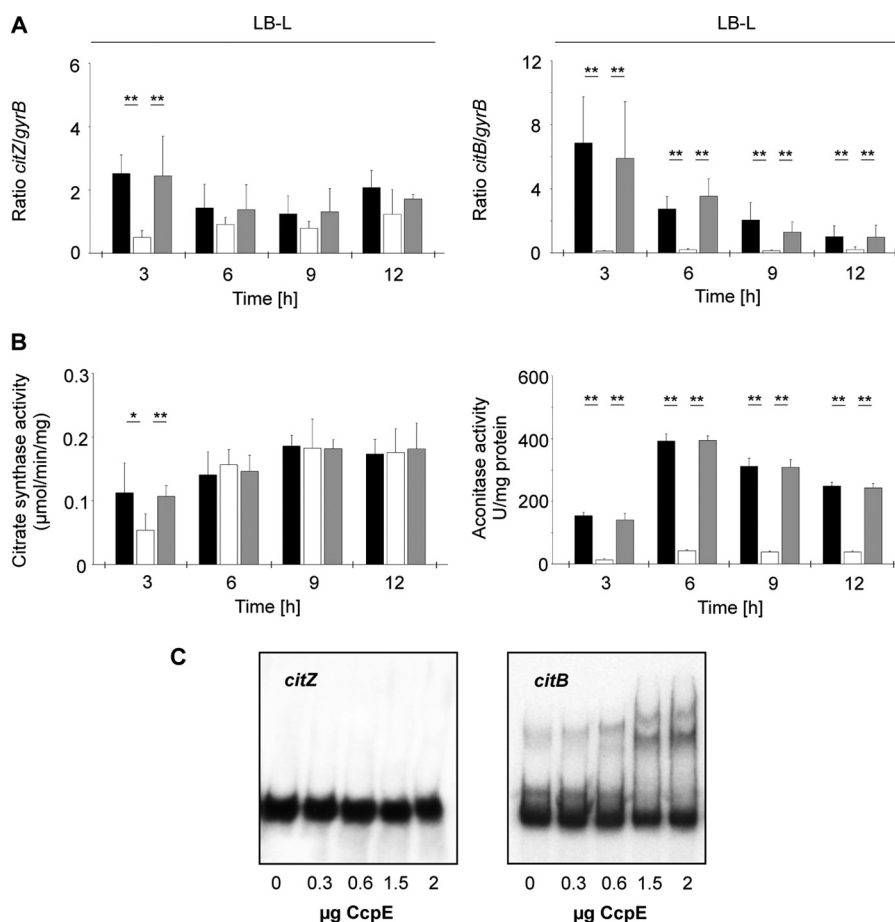 A
LB-L
LB-L
Ratio citZ/gyrB
6
4
2
0
** **
3 6 9 12
Time [h]
Ratio citB/gyrB
12
8
4
0
** ** ** ** ** ** ** **
3 6 9 12
Time [h]
B
Citrate synthase activity
(µmol/min/mg)
0.3
0.2
0.1
0
* **
3 6 9 12
Time [h]
Aconitase activity
U/mg protein
600
400
200
0
** ** ** ** ** ** ** **
3 6 9 12
Time [h]
C
citZ
0 0.3 0.6 1.5 2
µg CcpE
citB
0 0.3 0.6 1.5 2
µg CcpE